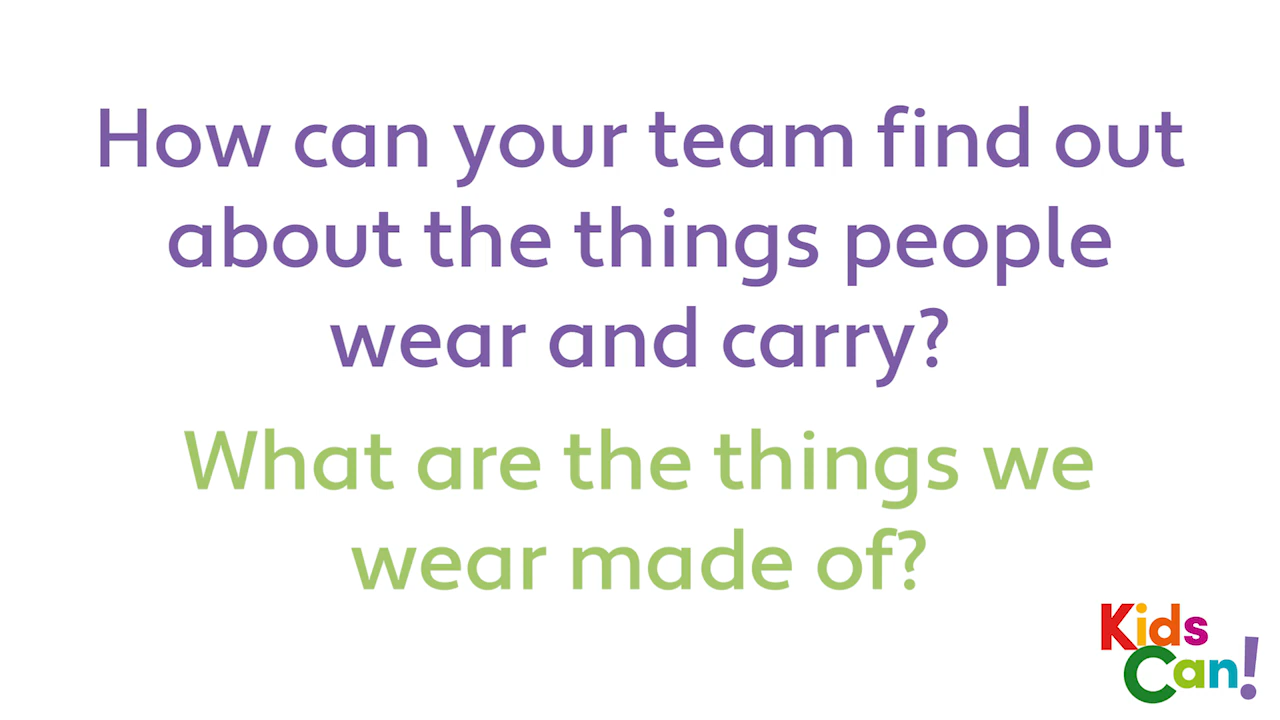 How can your team find out
about the things people
wear and carry?
What are the things we
wear made of?
Kids
Can!